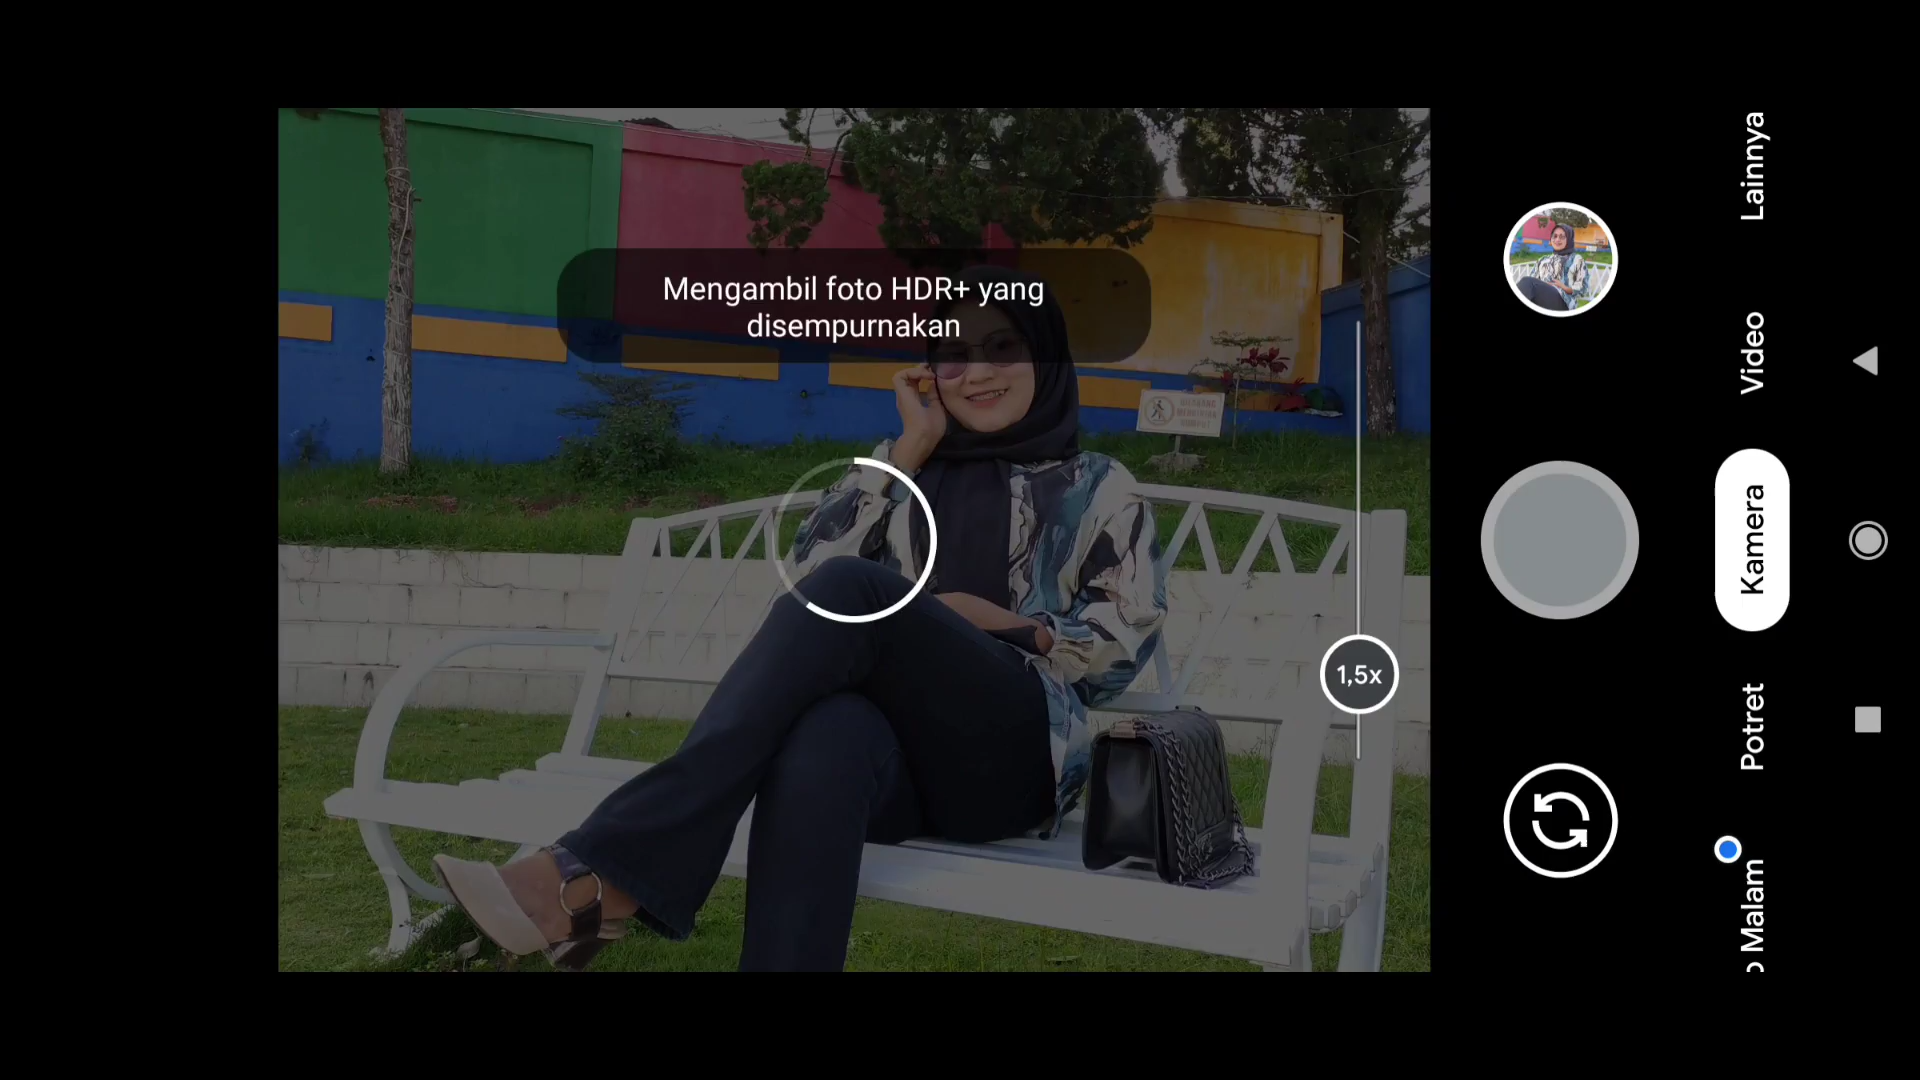 Mengambil foto HDR+ yang
disempurnakan
1,5x
Lainnya
Video
Kamera
Potret
Malam